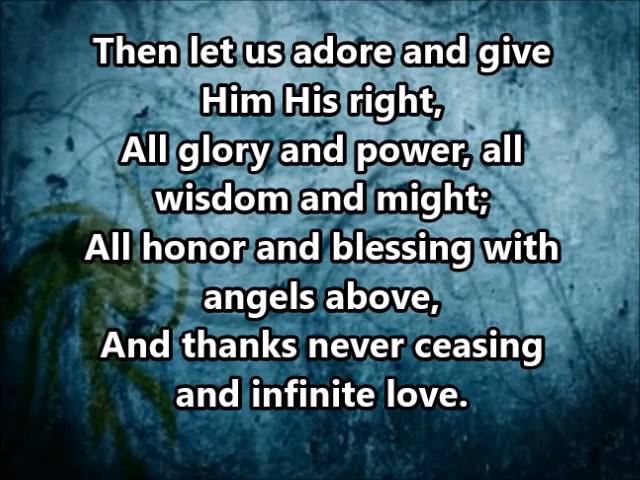 Then let us adore and give
Him His right,
All glory and power, all
wisdom and might;
All honor and blessing with
angels above,
And thanks never ceasing
and infinite love.